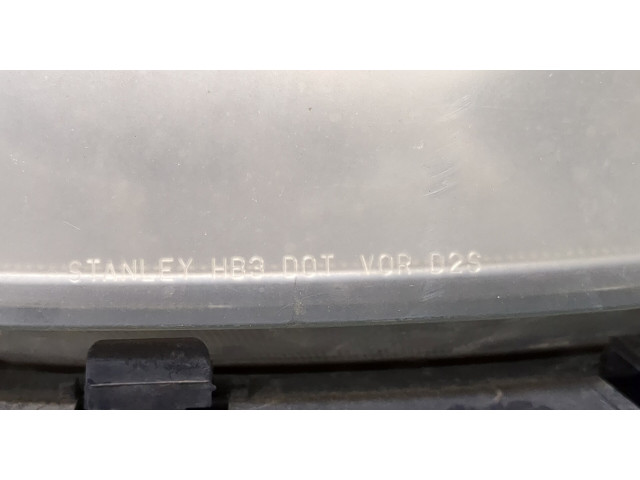 STANLEY HB3 DOT VOR D2S